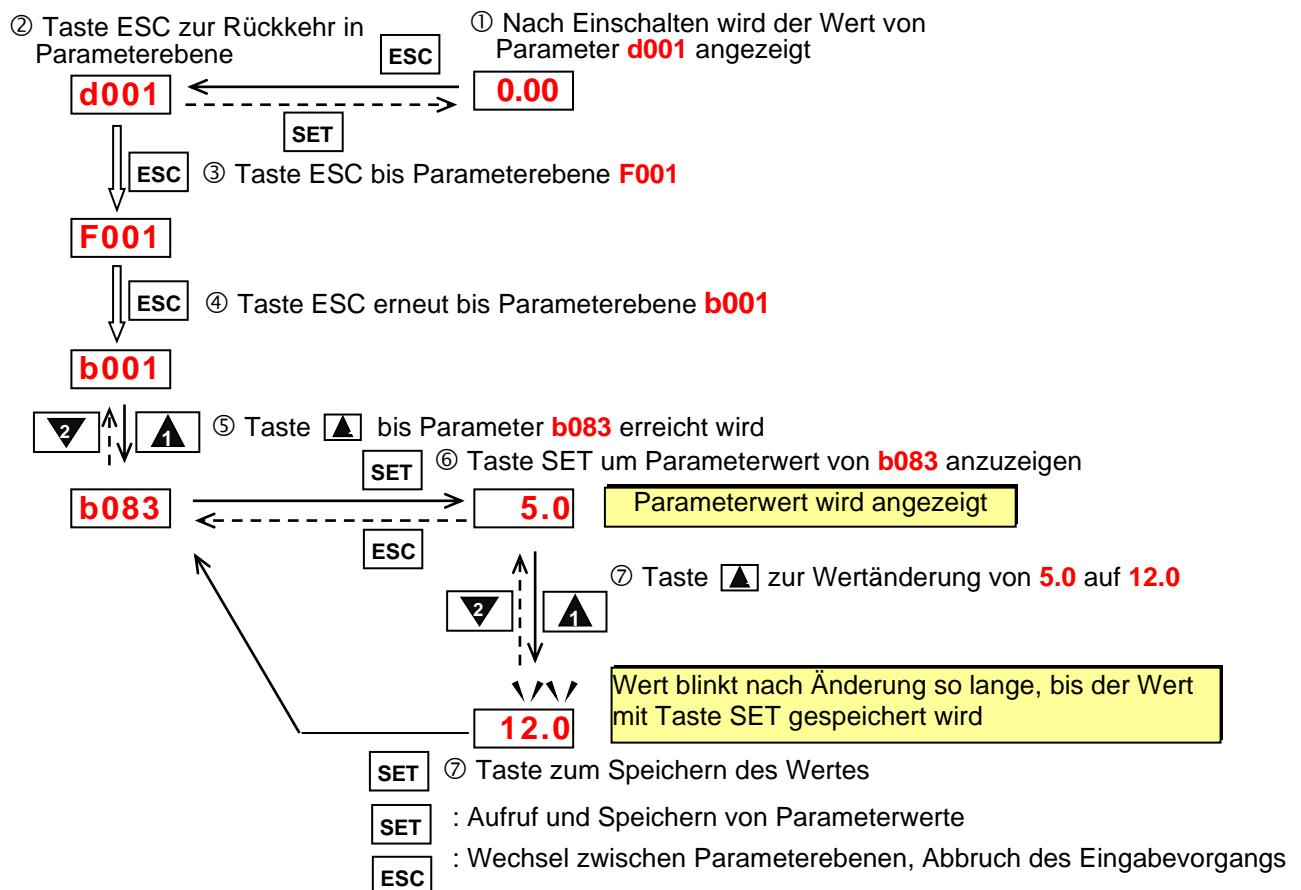 ② Taste ESC zur Rückkehr in
Parameterebene
① Nach Einschalten wird der Wert von
Parameter d001 angezeigt
ESC
d001
0.00
SET
ESC
③ Taste ESC bis Parameterebene F001
F001
ESC
④ Taste ESC erneut bis Parameterebene b001
b001
2
1
⑤ Taste ▲ bis Parameter b083 erreicht wird
SET
⑥ Taste SET um Parameterwert von b083 anzuzeigen
b083
5.0
Parameterwert wird angezeigt
ESC
⑦ Taste ▲ zur Wertänderung von 5.0 auf 12.0
2
1
Wert blinkt nach Änderung so lange, bis der Wert
mit Taste SET gespeichert wird
12.0
SET
⑦ Taste zum Speichern des Wertes
SET : Aufruf und Speichern von Parameterwerte
ESC : Wechsel zwischen Parameterebenen, Abbruch des Eingabevorgangs